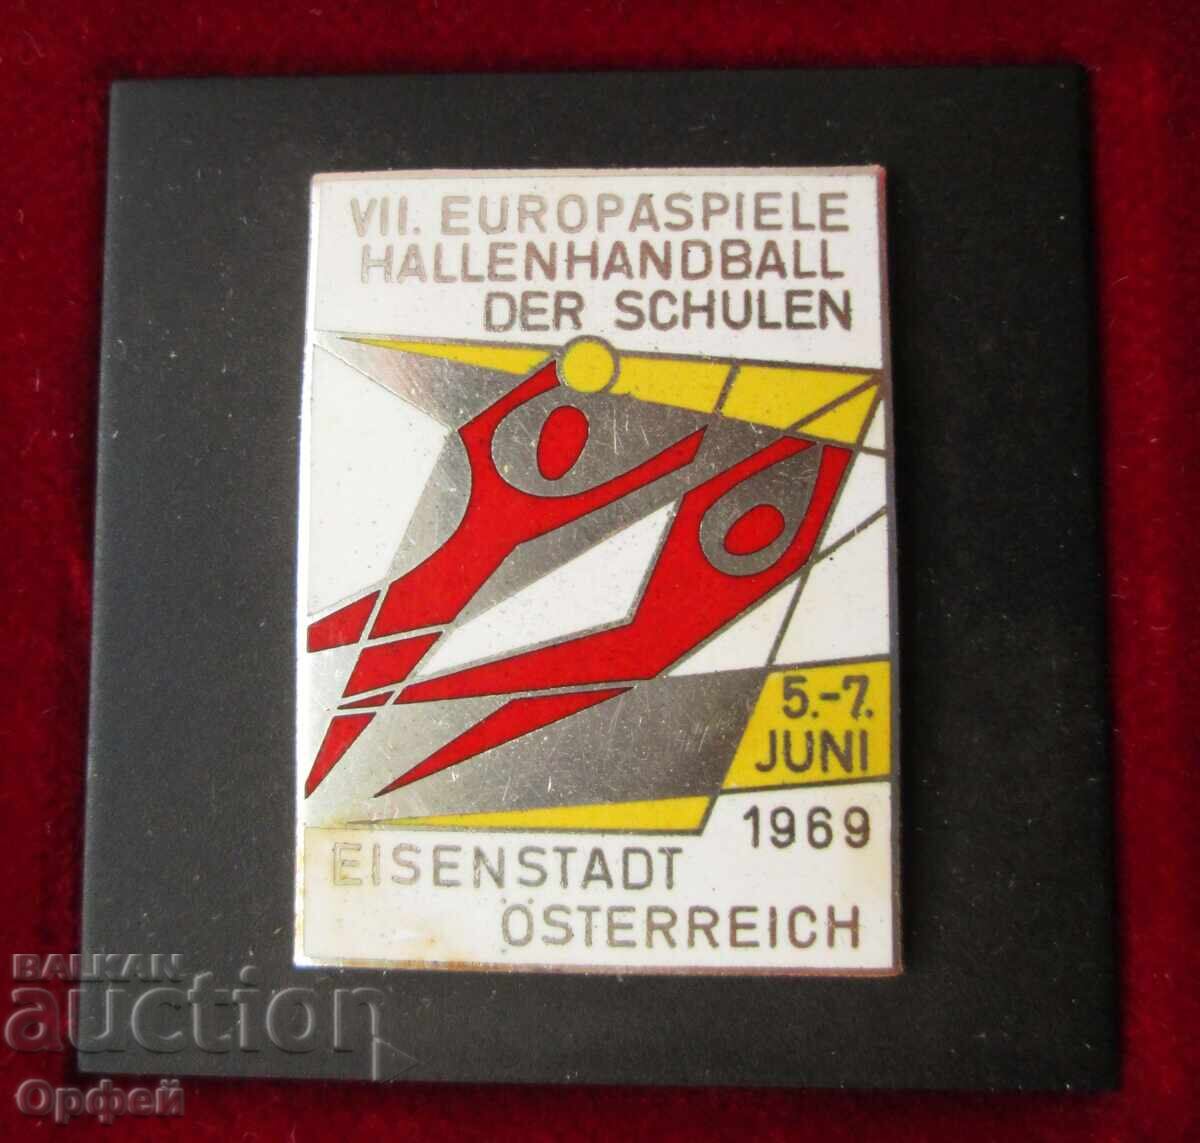 VII. EUROPASPIELE
HALLENHANDBALL
DER SCHULEN
5.-7.
JUNI
1969
EISENSTADT
ÖSTERREICH
BALKAN
auction
Орфей